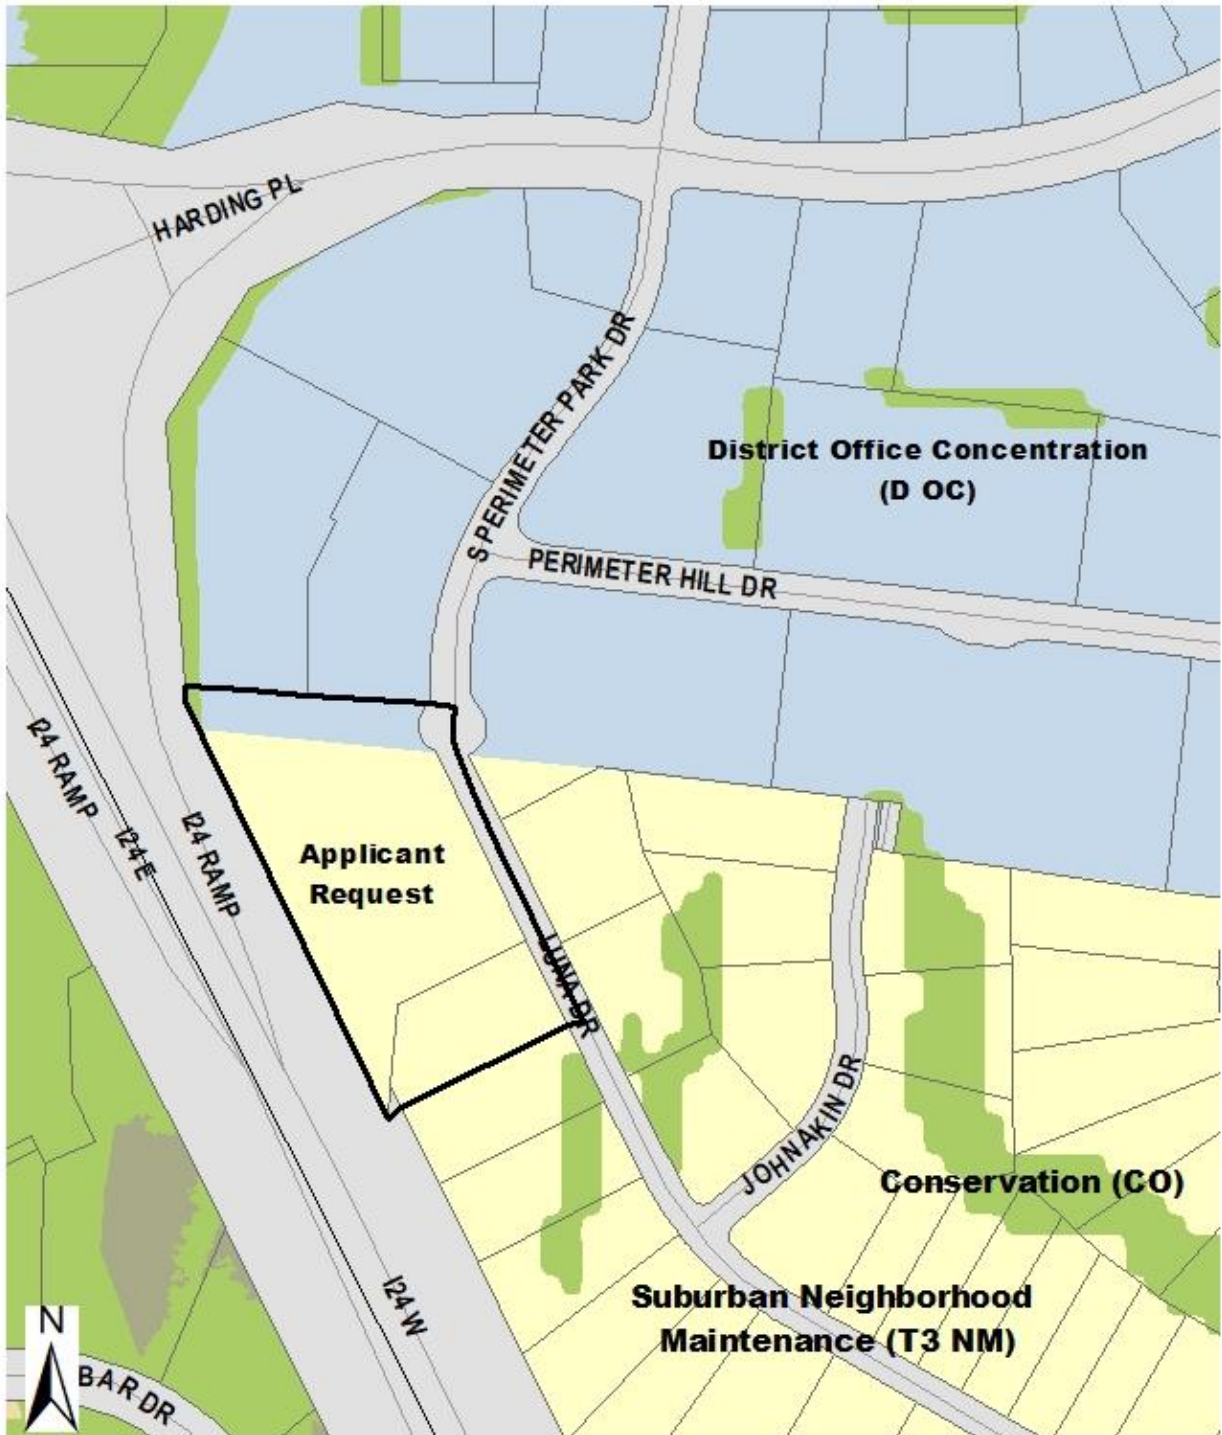 HARDING PL
S PERIMETER PARK DR
District Office Concentration
(D OC)
PERIMETER HILL DR
I24 RAMP
I24 E
I24 RAMP
Applicant
Request
LUNA DR
JOHNAKIN DR
Conservation (CO)
Suburban Neighborhood
Maintenance (T3 NM)
I24 W
N
BAR DR